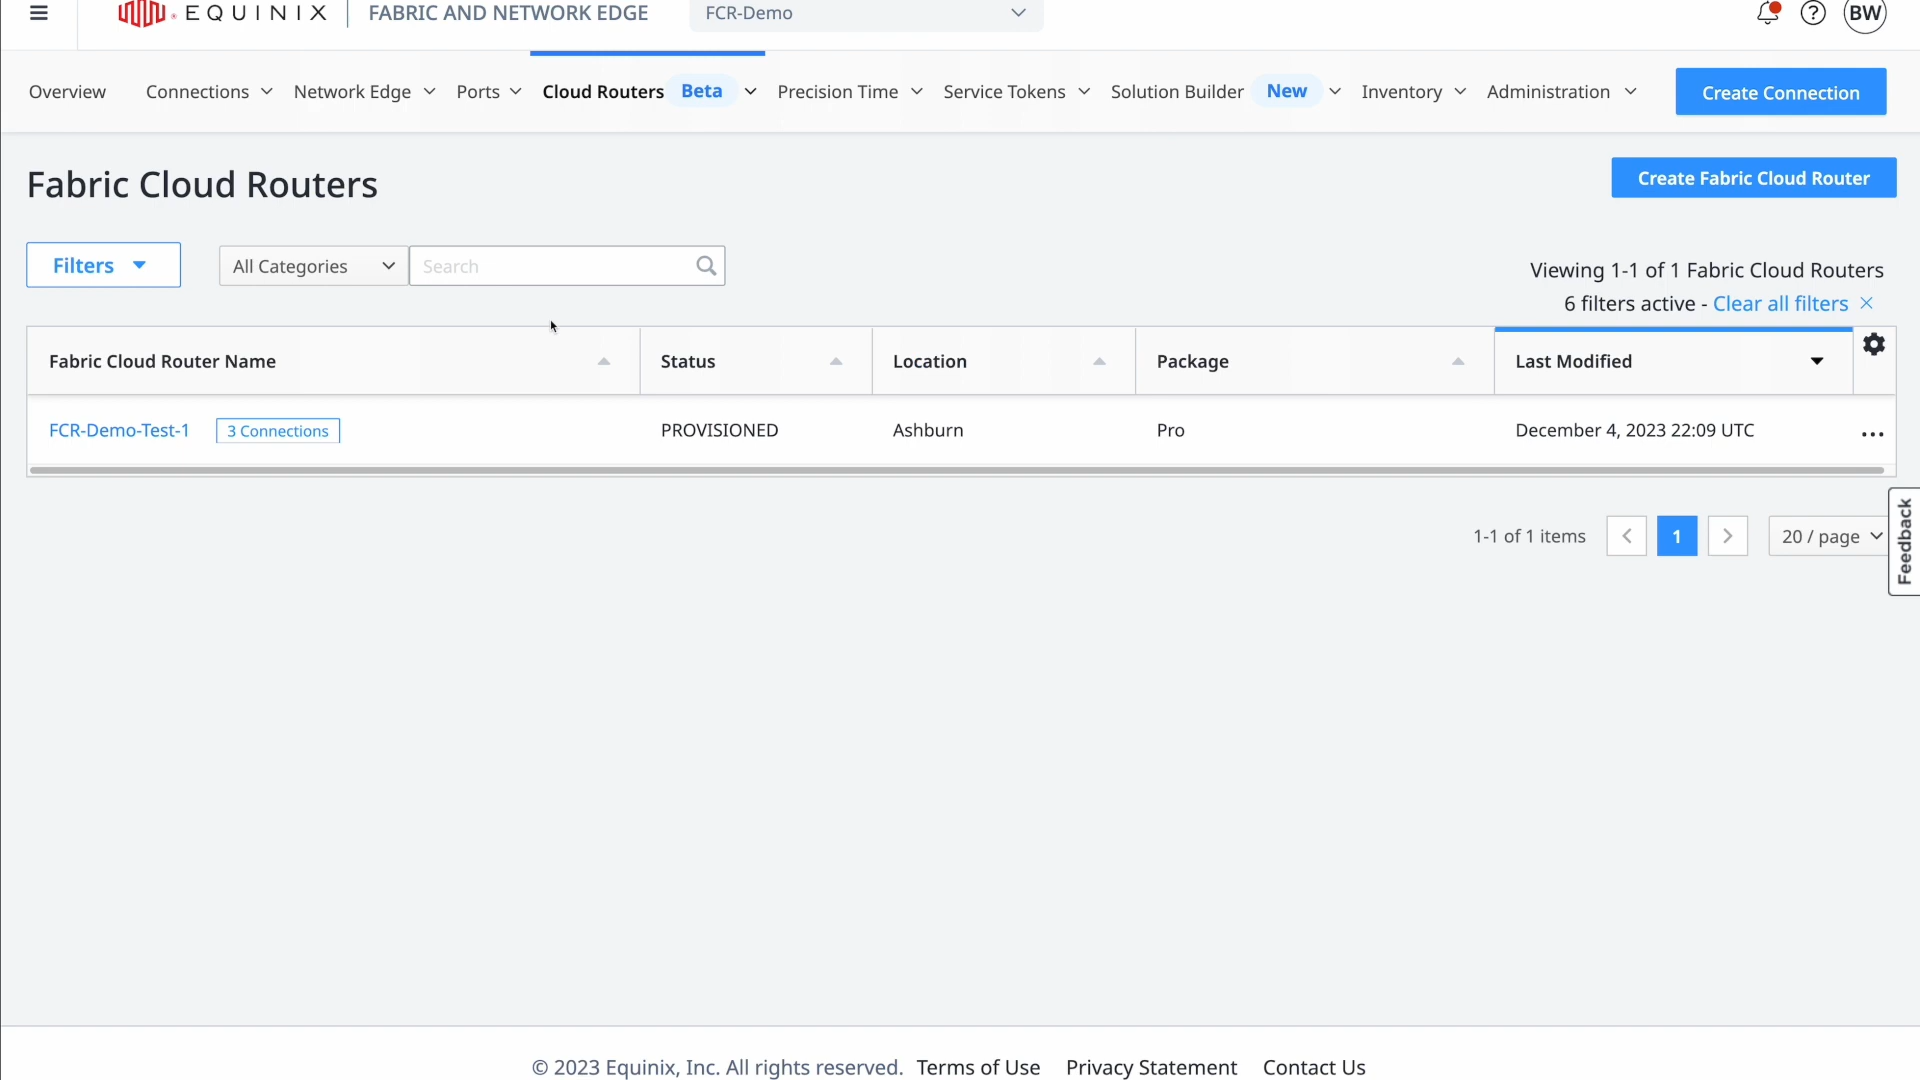 EQUINIX FABRIC AND NETWORK EDGE FCR-Demo BW
Overview Connections Network Edge Ports Cloud Routers Beta Precision Time Service Tokens Solution Builder New Inventory Administration Create Connection
Fabric Cloud Routers
Create Fabric Cloud Router
Filters All Categories Search
Viewing 1-1 of 1 Fabric Cloud Routers
6 filters active - Clear all filters
Fabric Cloud Router Name Status Location Package Last Modified
FCR-Demo-Test-1 3 Connections PROVISIONED Ashburn Pro December 4, 2023 22:09 UTC ...
1-1 of 1 items 1 20 / page
Feedback
© 2023 Equinix, Inc. All rights reserved. Terms of Use Privacy Statement Contact Us